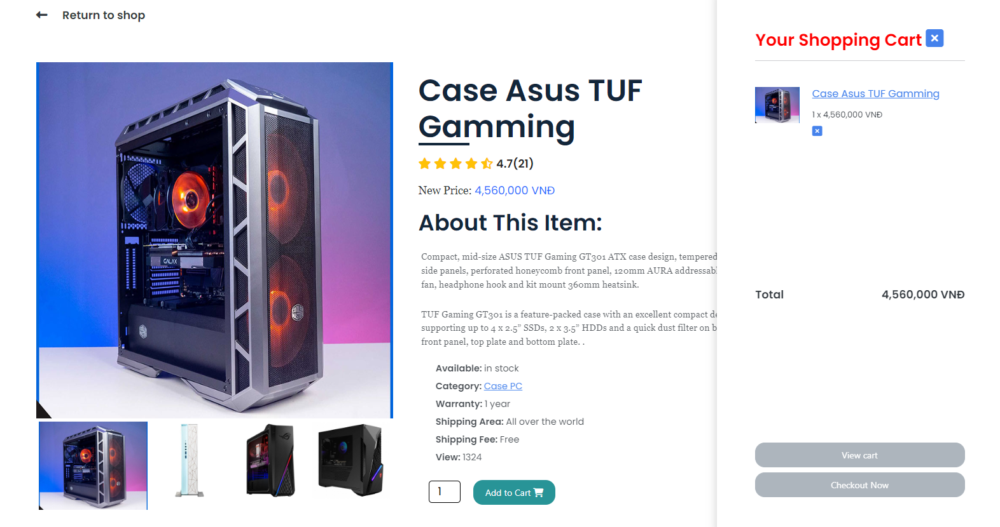 Return to shop
Case Asus TUF
Gamming
4.7(21)
New Price: 4,560,000 VNĐ
About This Item:
Compact, mid-size ASUS TUF Gaming GT301 ATX case design, tempered
side panels, perforated honeycomb front panel, 120mm AURA addressabl
fan, headphone hook and kit mount 360mm heatsink.
TUF Gaming GT301 is a feature-packed case with an excellent compact de
supporting up to 4 x 2.5” SSDs, 2 x 3.5” HDDs and a quick dust filter on b
front panel, top plate and bottom plate. .
Available: in stock
Category: Case PC
Warranty: 1 year
Shipping Area: All over the world
Shipping Fee: Free
View: 1324
1
Add to Cart
GALAX
COOLER
MASTER
Your Shopping Cart
Case Asus TUF Gamming
1 x 4,560,000 VNĐ
Total 4,560,000 VNĐ
View cart
Checkout Now